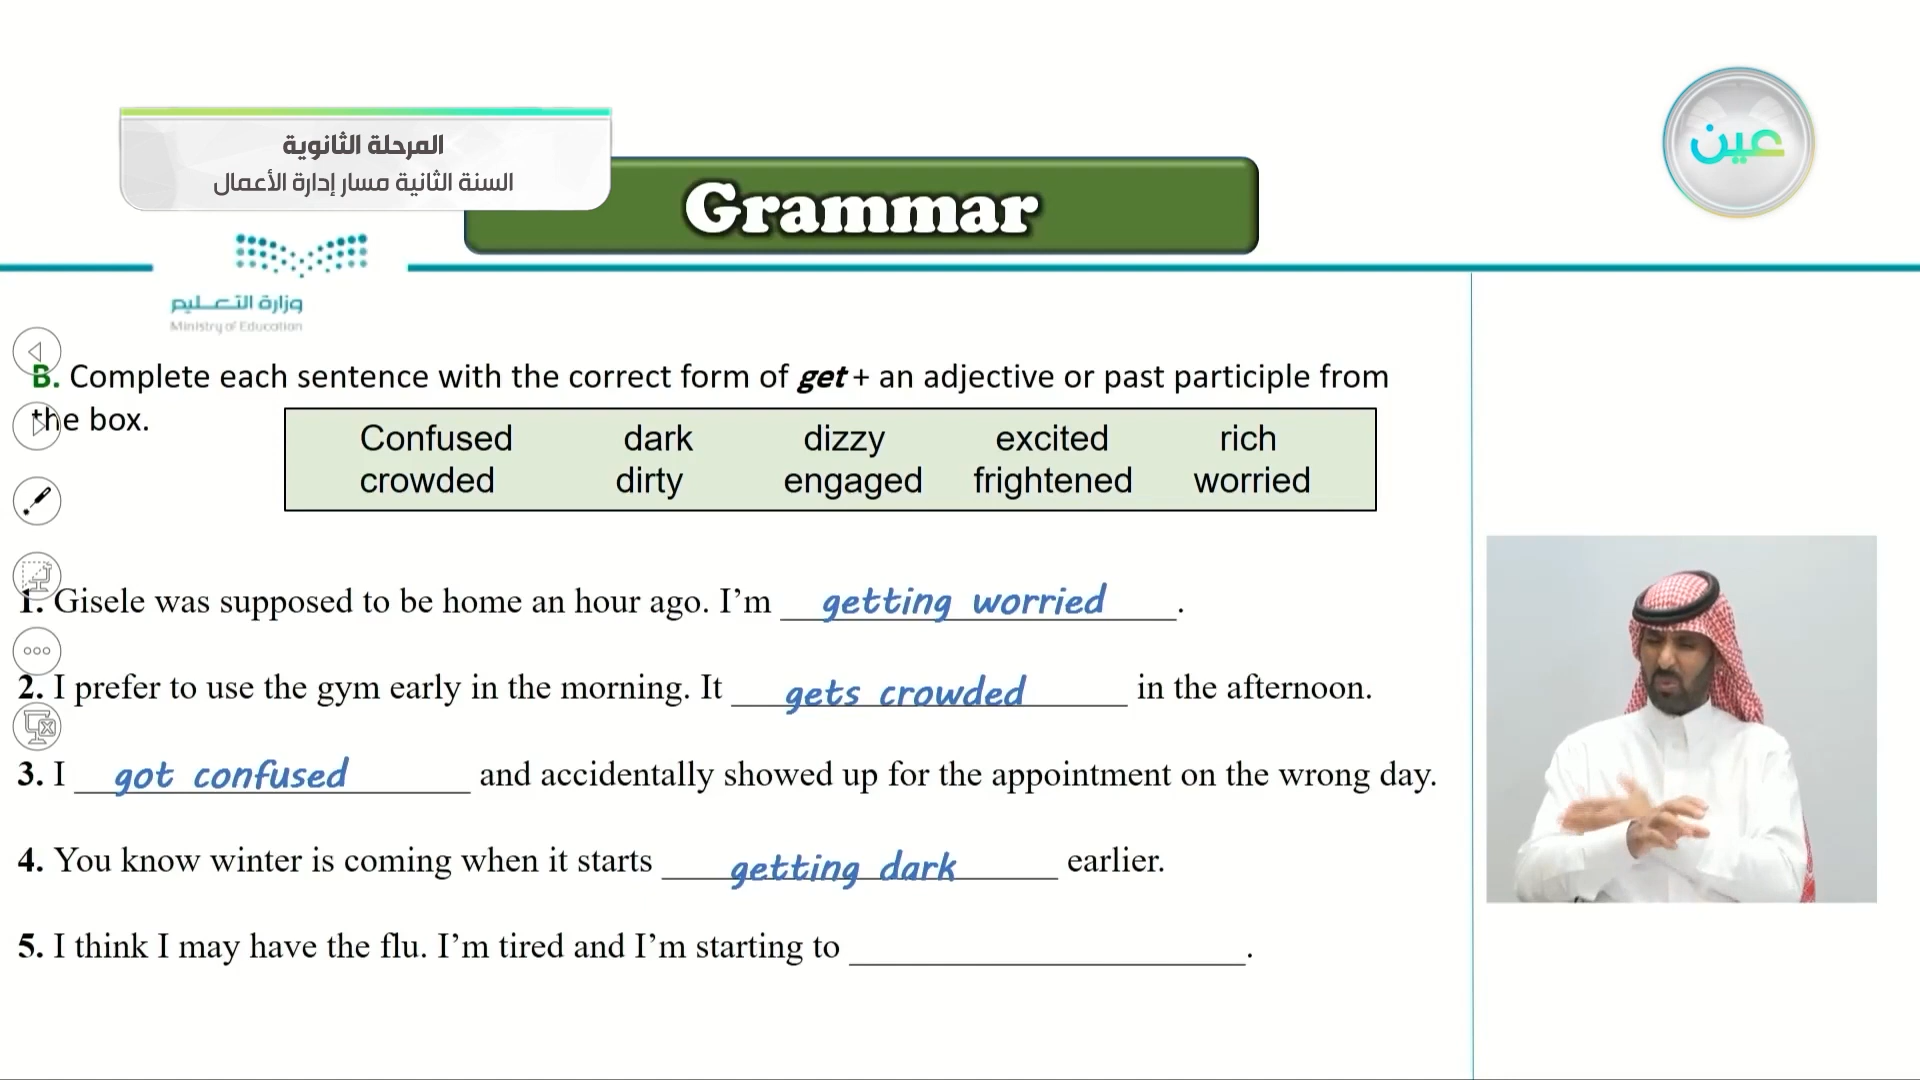 المرحلة الثانوية
السنة الثانية مسار إدارة الأعمال
Grammar
عين
وزارة التعليم
Ministry of Education
B. Complete each sentence with the correct form of get + an adjective or past participle from
the box.
Confused dark dizzy excited rich
crowded dirty engaged frightened worried
1. Gisele was supposed to be home an hour ago. I'm getting worried.
2. I prefer to use the gym early in the morning. It gets crowded in the afternoon.
3. I got confused and accidentally showed up for the appointment on the wrong day.
4. You know winter is coming when it starts getting dark earlier.
5. I think I may have the flu. I'm tired and I'm starting to ____________________.